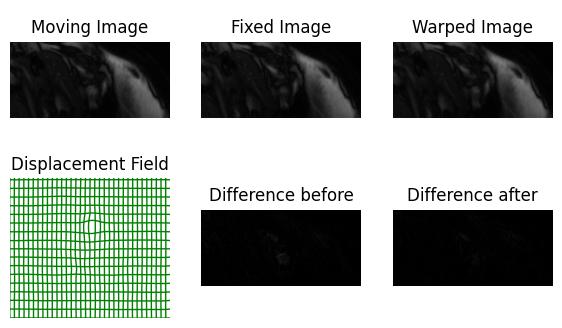 Moving Image
Fixed Image
Warped Image
Displacement Field
Difference before
Difference after